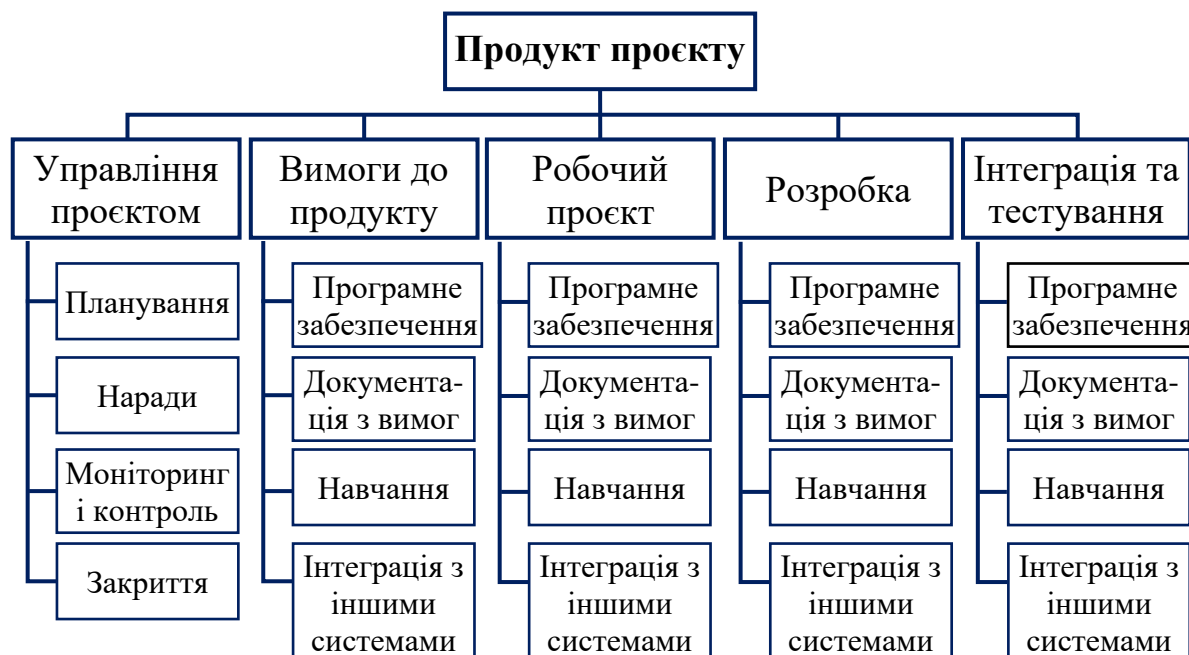 Продукт проєкту
Управління
проєктом
Вимоги до
продукту
Робочий
проєкт
Розробка
Інтеграція та
тестування
Планування
Наради
Моніторинг
і контроль
Закриття
Програмне
забезпечення
Документа-
ція з вимог
Навчання
Інтеграція з
іншими
системами
Програмне
забезпечення
Документа-
ція з вимог
Навчання
Інтеграція з
іншими
системами
Програмне
забезпечення
Документа-
ція з вимог
Навчання
Інтеграція з
іншими
системами
Програмне
забезпечення
Документа-
ція з вимог
Навчання
Інтеграція з
іншими
системами